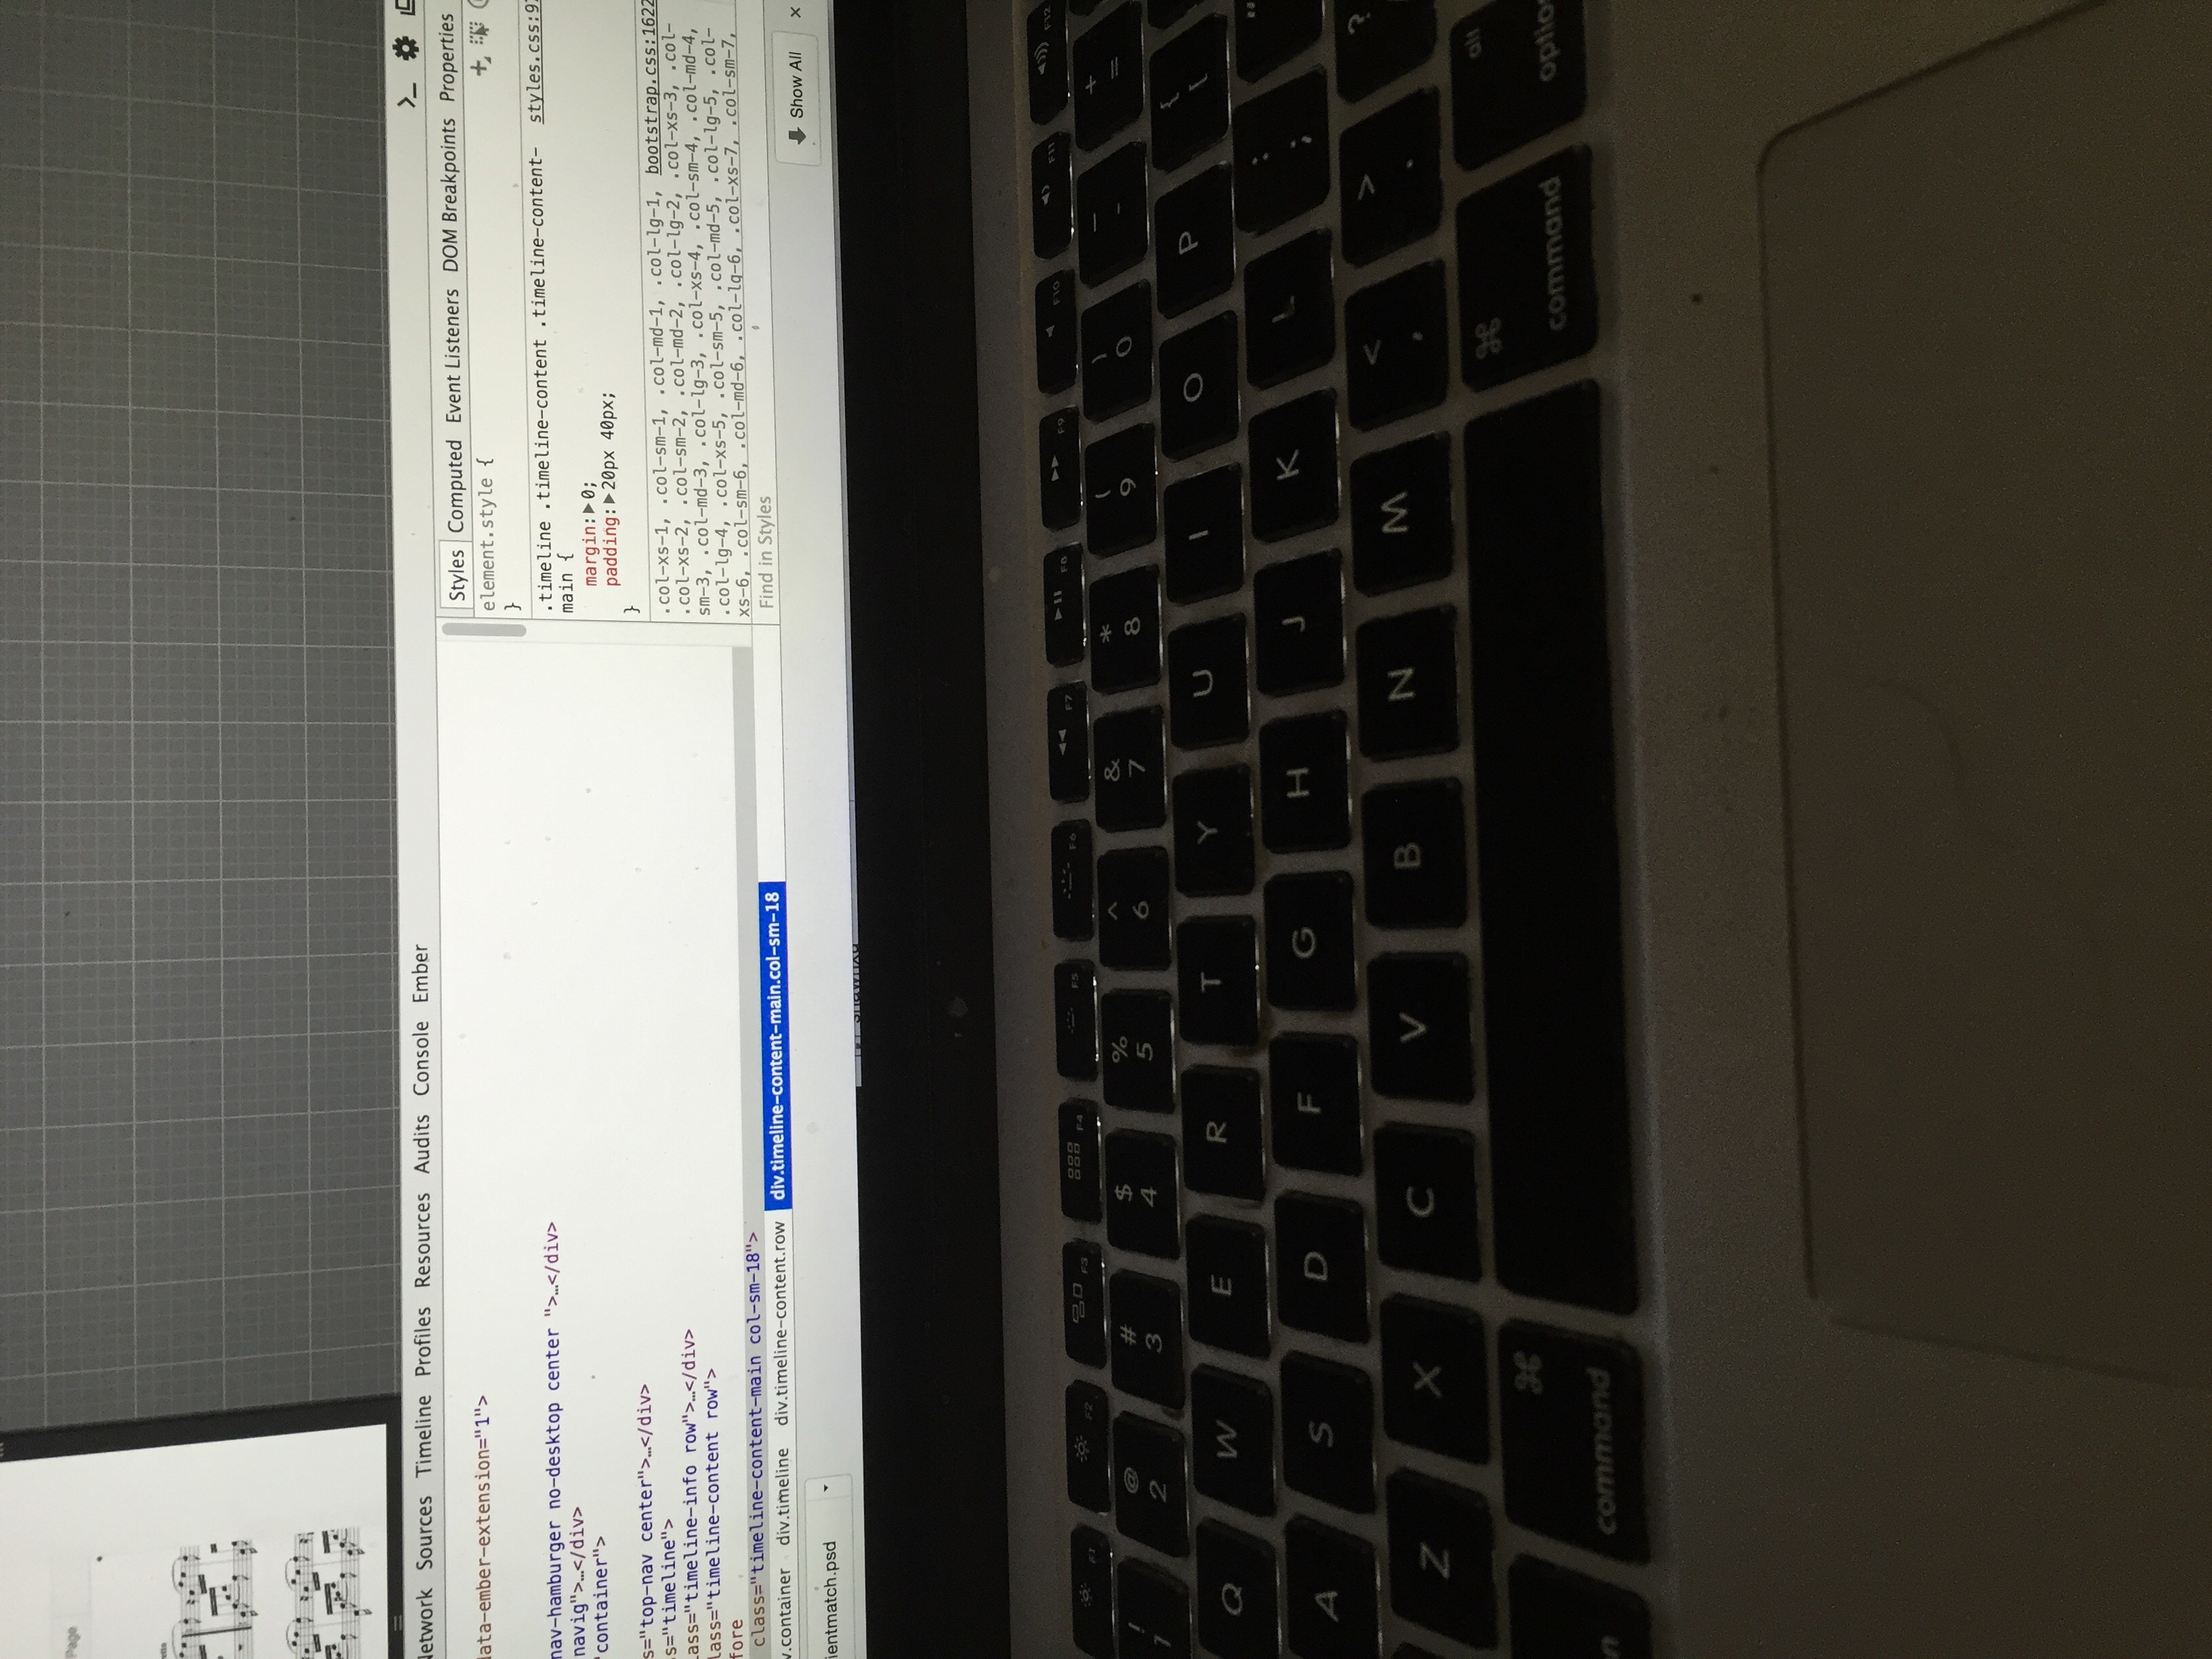 Page
Network Sources Timeline Profiles Resources Audits Console Ember
data-ember-extension="1">
nav-hamburger no-desktop center ">…</div>
navig">…</div>
"container">
s="top-nav center">…</div>
s="timeline">
lass="timeline-info row">…</div>
lass="timeline-content row">
fore
class="timeline-content-main col-sm-18">
v.container div.timeline div.timeline-content.row div.timeline-content-main.col-sm-18
Styles Computed Event Listeners DOM Breakpoints Properties
element.style {
}
.timeline .timeline-content .timeline-content- styles.css:9
main {
margin: 0;
padding: 20px 40px;
}
.col-xs-1, .col-sm-1, .col-md-1, .col-lg-1, bootstrap.css:1622
.col-xs-2, .col-sm-2, .col-md-2, .col-lg-2, .col-xs-3, .col-
sm-3, .col-md-3, .col-lg-3, .col-xs-4, .col-sm-4, .col-md-4,
.col-lg-4, .col-xs-5, .col-sm-5, .col-md-5, .col-lg-5, .col-
xs-6, .col-sm-6, .col-md-6, .col-lg-6, .col-xs-7, .col-sm-7,
Find in Styles
ientmatch.psd
Show All ×
F1 F2 F3 F4 F5 F6 F7 F8 F9 F10 F11 F12
! @ # $ % ^ & * ( ) — +
1 2 3 4 5 6 7 8 9 0 - =
Q W E R T Y U I O P { [
A S D F G H J K L : ; "
Z X C V B N M < , > . ?
n command command alt optio